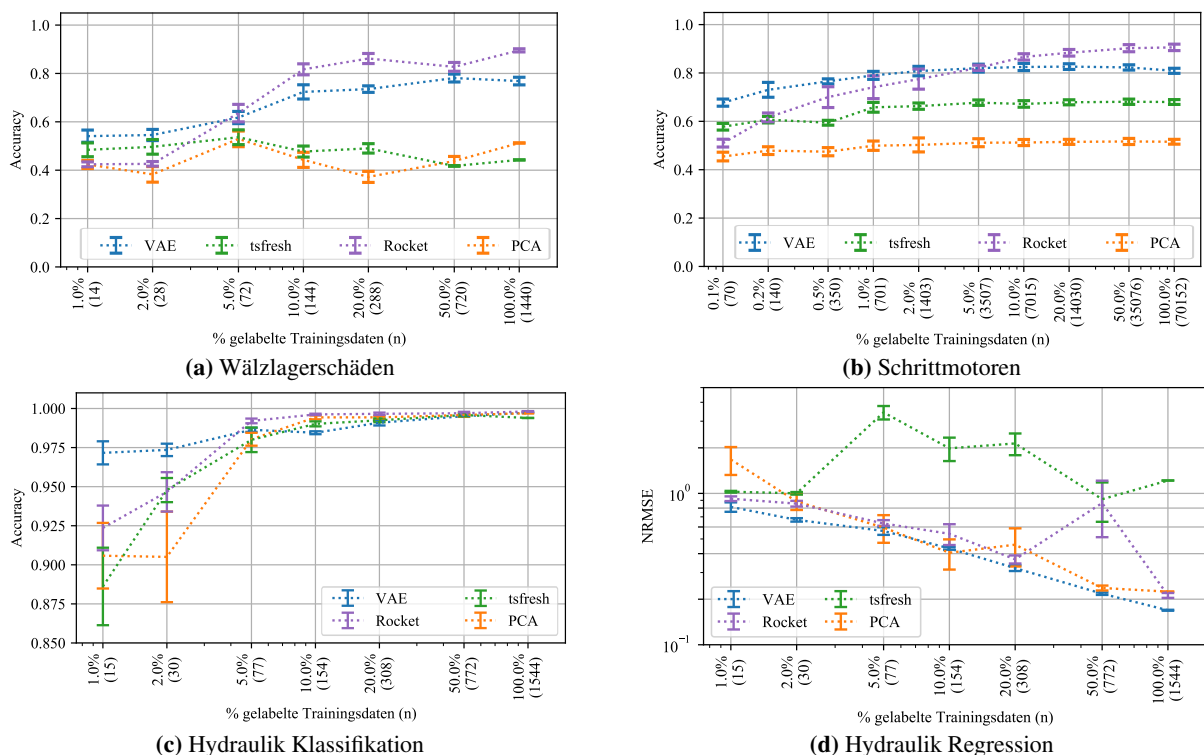 1.0
0.8
0.6
0.4
0.2
0.0
Accuracy
VAE tsfresh Rocket PCA
1.0% (14)
2.0% (28)
5.0% (72)
10.0% (144)
20.0% (288)
50.0% (720)
100.0% (1440)
% gelabelte Trainingsdaten (n)
(a) Wälzlagerschäden
1.0
0.8
0.6
0.4
0.2
0.0
Accuracy
VAE tsfresh Rocket PCA
0.1% (70)
0.2% (140)
0.5% (350)
1.0% (701)
2.0% (1403)
5.0% (3507)
10.0% (7015)
20.0% (14030)
50.0% (35076)
100.0% (70152)
% gelabelte Trainingsdaten (n)
(b) Schrittmotoren
1.000
0.975
0.950
0.925
0.900
0.875
0.850
Accuracy
VAE tsfresh
Rocket PCA
1.0% (15)
2.0% (30)
5.0% (77)
10.0% (154)
20.0% (308)
50.0% (772)
100.0% (1544)
% gelabelte Trainingsdaten (n)
(c) Hydraulik Klassifikation
10⁰
10⁻¹
NRMSE
VAE tsfresh
Rocket PCA
1.0% (15)
2.0% (30)
5.0% (77)
10.0% (154)
20.0% (308)
50.0% (772)
100.0% (1544)
% gelabelte Trainingsdaten (n)
(d) Hydraulik Regression